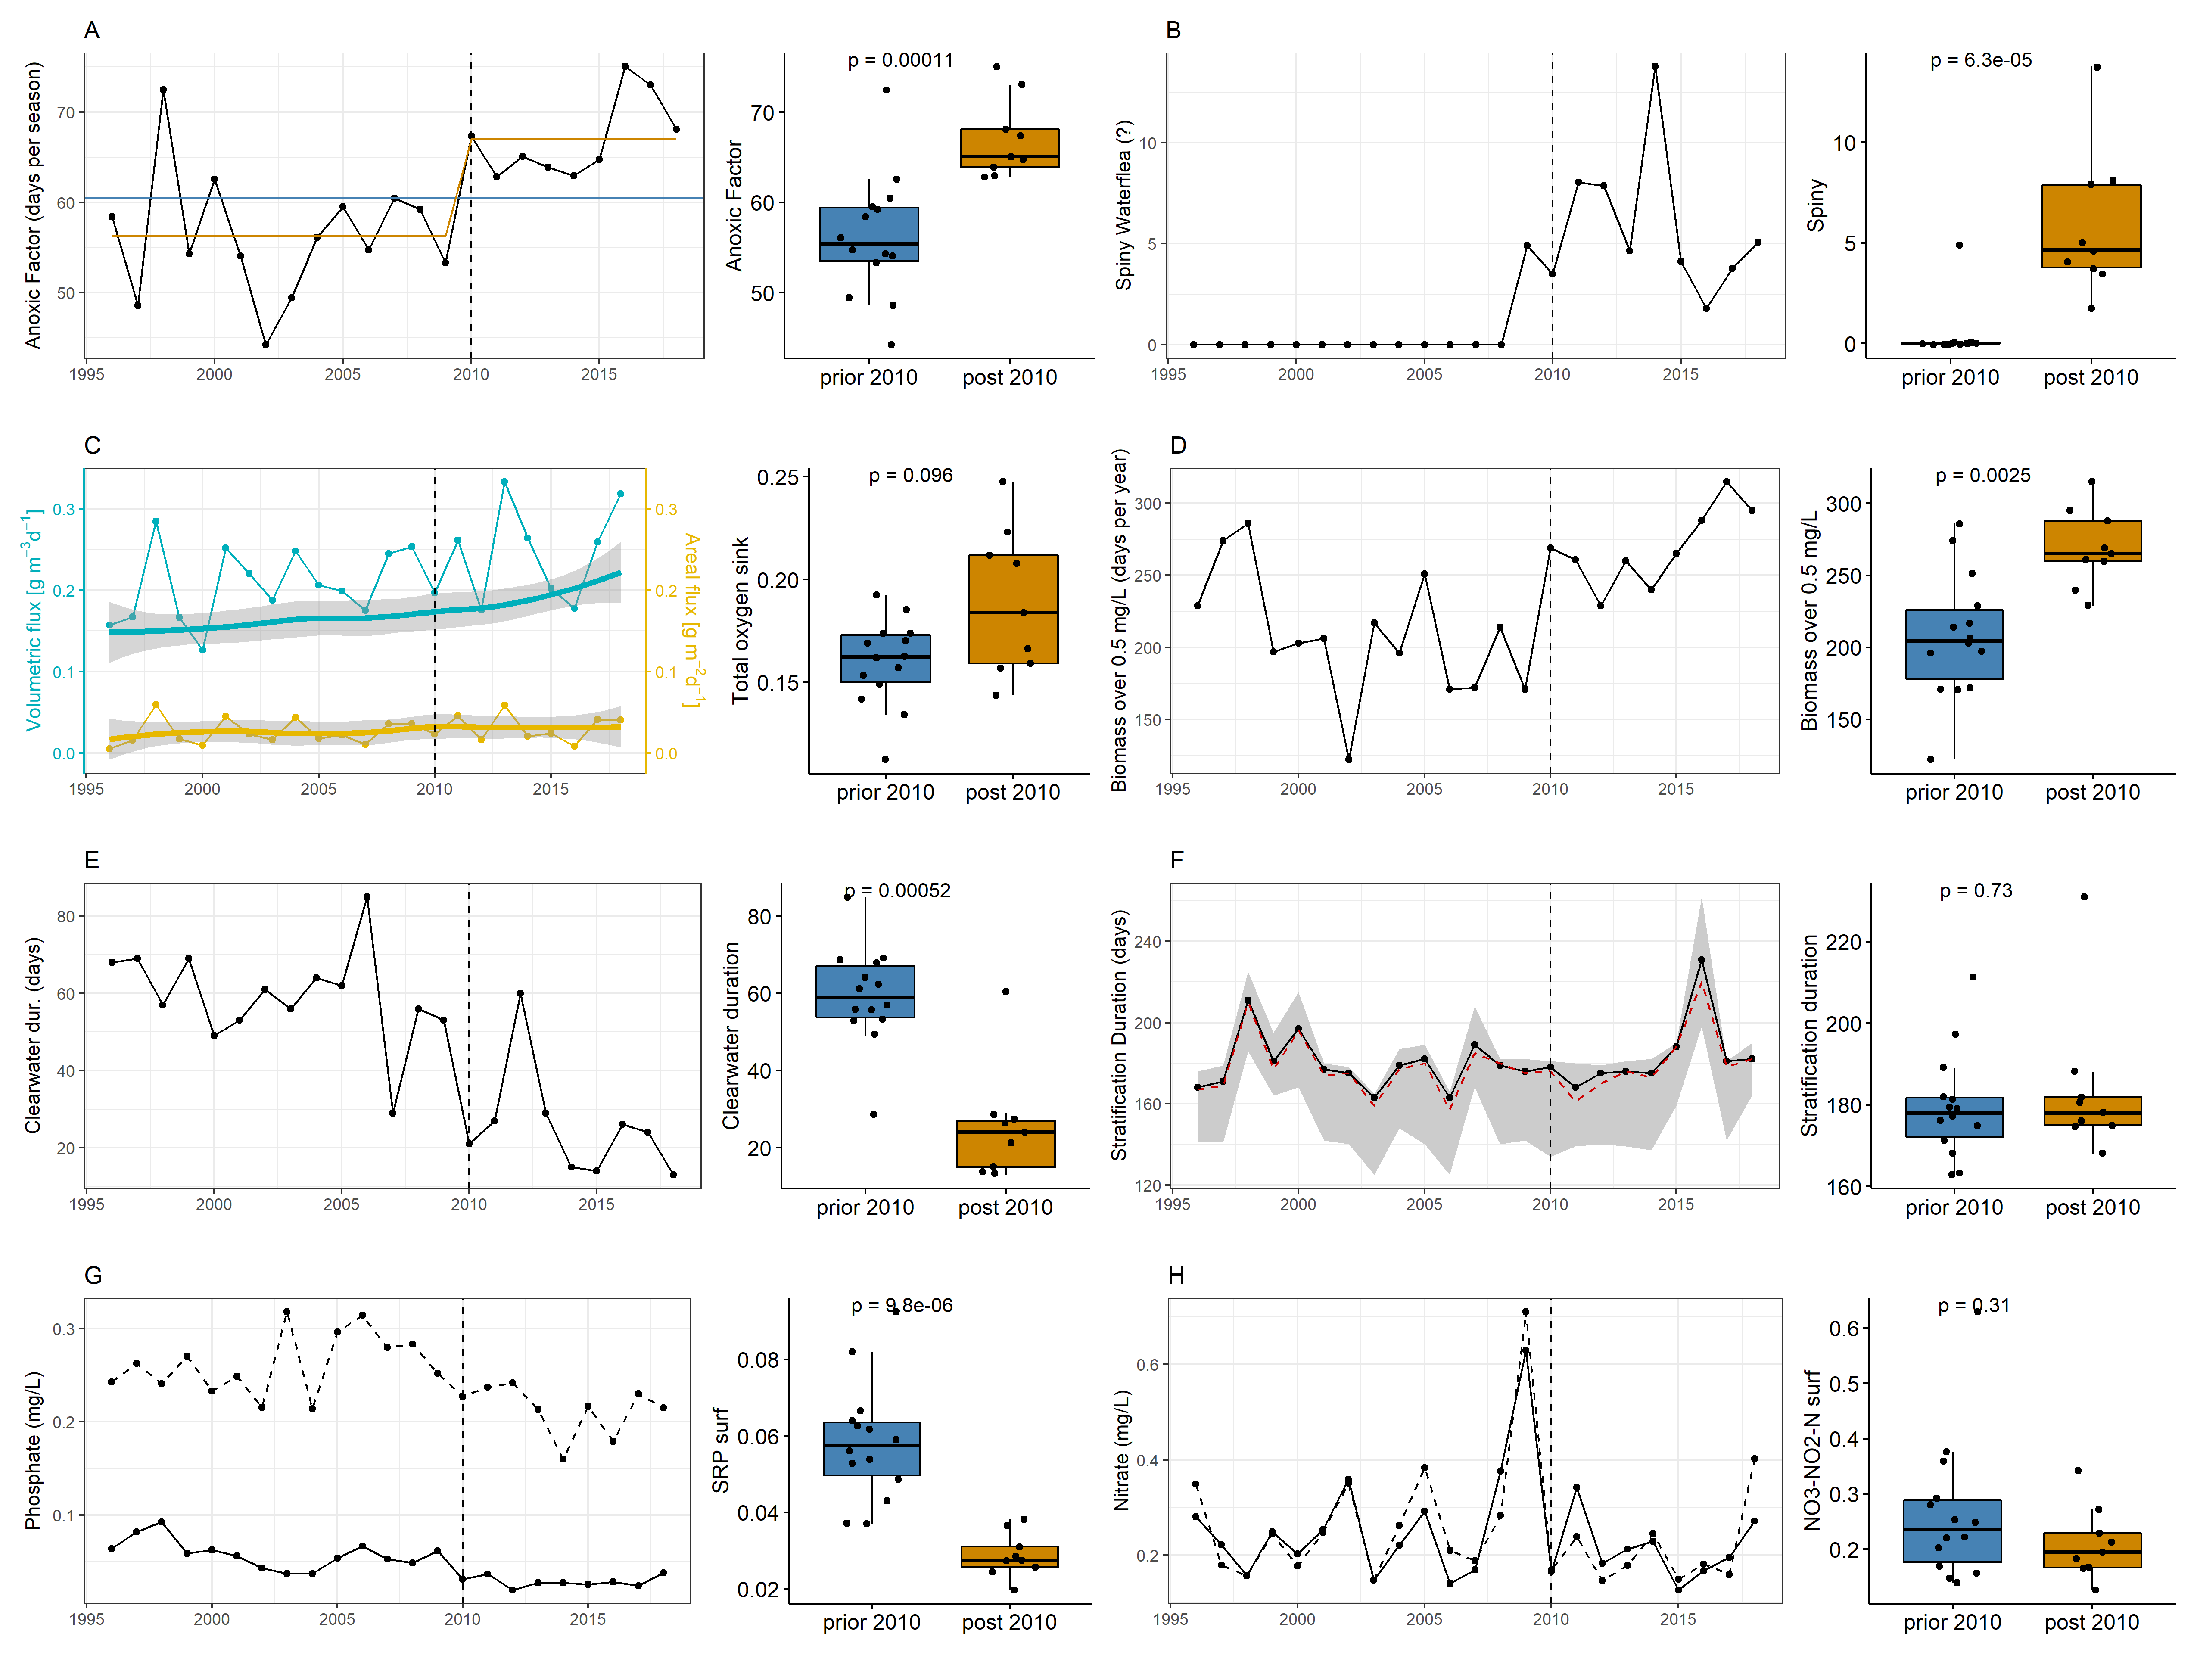 A
Anoxic Factor (days per season)
70
60
50
1995 2000 2005 2010 2015
p = 0.00011
Anoxic Factor
70
60
50
prior 2010 post 2010
B
Spiny Waterflea (?)
10
5
0
1995 2000 2005 2010 2015
p = 6.3e-05
Spiny
10
5
0
prior 2010 post 2010
C
Volumetric flux [g m⁻³d⁻¹]
0.3
0.2
0.1
0.0
1995 2000 2005 2010 2015
0.3
0.2
0.1
0.0
Areal flux [g m⁻²d⁻¹]
p = 0.096
Total oxygen sink
0.25
0.20
0.15
prior 2010 post 2010
D
Biomass over 0.5 mg/L (days per year)
300
250
200
150
1995 2000 2005 2010 2015
p = 0.0025
Biomass over 0.5 mg/L
300
250
200
150
prior 2010 post 2010
E
Clearwater dur. (days)
80
60
40
20
1995 2000 2005 2010 2015
p = 0.00052
Clearwater duration
80
60
40
20
prior 2010 post 2010
F
Stratification Duration (days)
240
200
160
120
1995 2000 2005 2010 2015
p = 0.73
Stratification duration
220
200
180
160
prior 2010 post 2010
G
Phosphate (mg/L)
0.3
0.2
0.1
1995 2000 2005 2010 2015
p = 9.8e-06
SRP surf
0.08
0.06
0.04
0.02
prior 2010 post 2010
H
Nitrate (mg/L)
0.6
0.4
0.2
1995 2000 2005 2010 2015
p = 0.31
NO3-NO2-N surf
0.6
0.5
0.4
0.3
0.2
prior 2010 post 2010